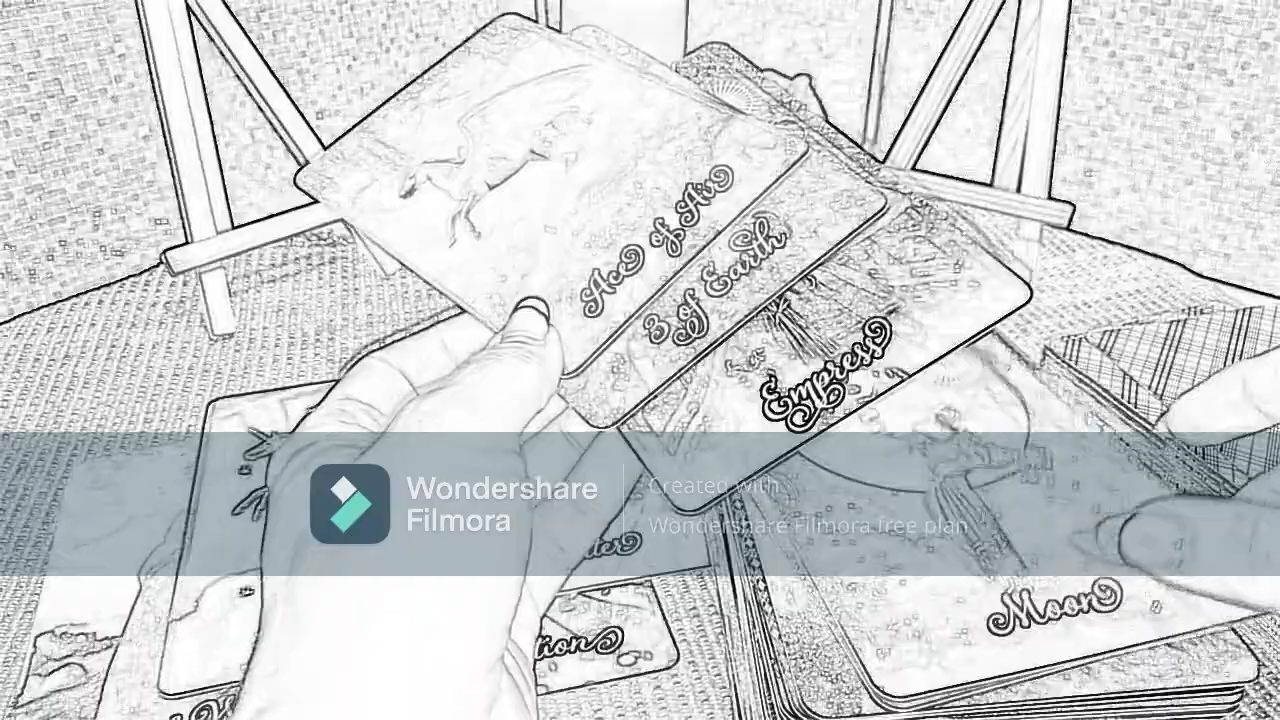 Ace of Air
3 of Earth
Empress
Wondershare
Filmora
Created with
Wondershare Filmora free plan
Moon